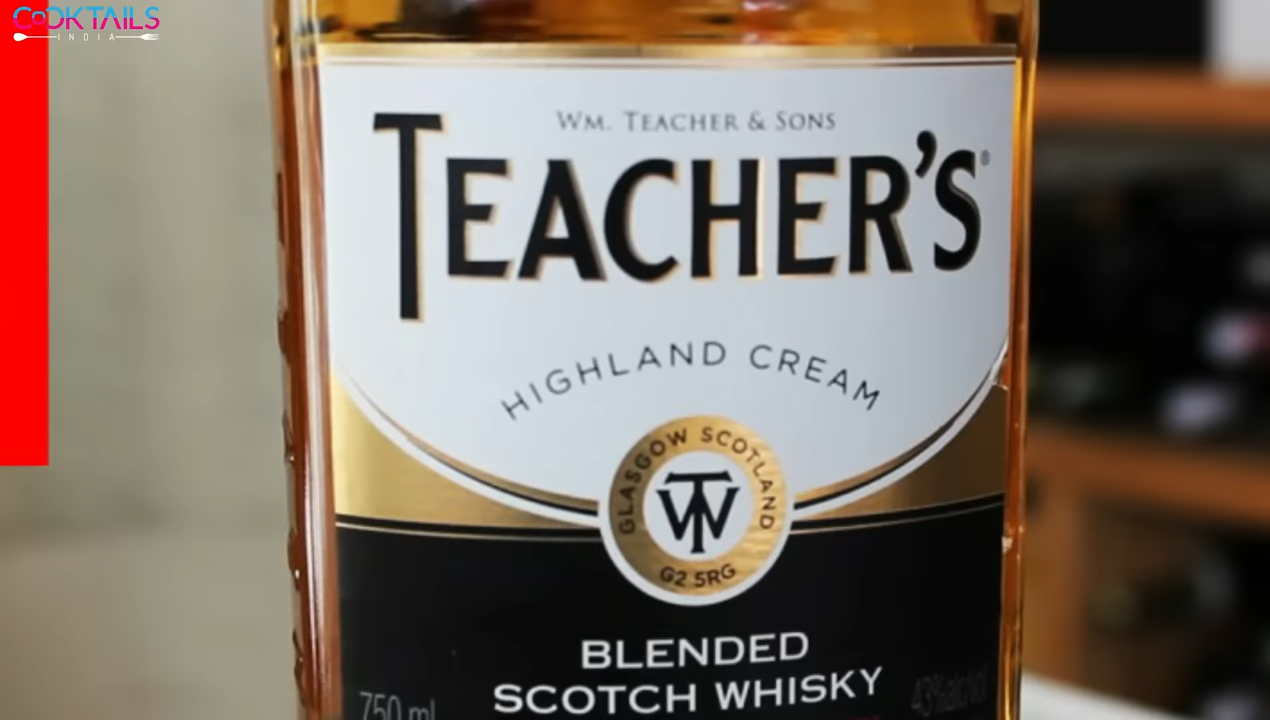 COOKTAILS
INDIA
WM. TEACHER & SONS
TEACHER'S®
HIGHLAND CREAM
GLASGOW SCOTLAND
TW
G2 5RG
BLENDED
SCOTCH WHISKY
750 ml
43% alcohol